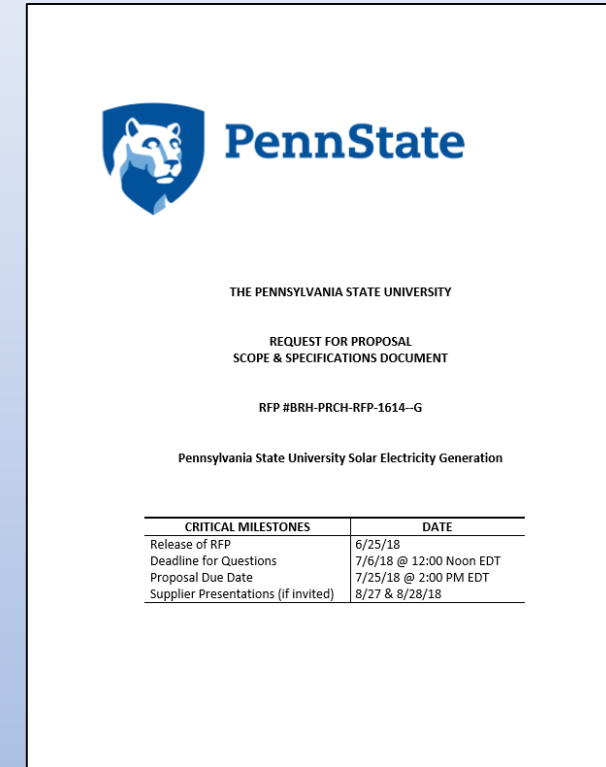 PennState
THE PENNSYLVANIA STATE UNIVERSITY
REQUEST FOR PROPOSAL
SCOPE & SPECIFICATIONS DOCUMENT
RFP #BRH-PRCH-RFP-1614--G
Pennsylvania State University Solar Electricity Generation
CRITICAL MILESTONES DATE
Release of RFP 6/25/18
Deadline for Questions 7/6/18 @ 12:00 Noon EDT
Proposal Due Date 7/25/18 @ 2:00 PM EDT
Supplier Presentations (if invited) 8/27 & 8/28/18